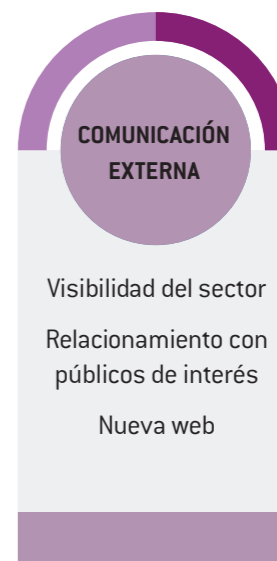 COMUNICACIÓN
EXTERNA
Visibilidad del sector
Relacionamiento con
públicos de interés
Nueva web